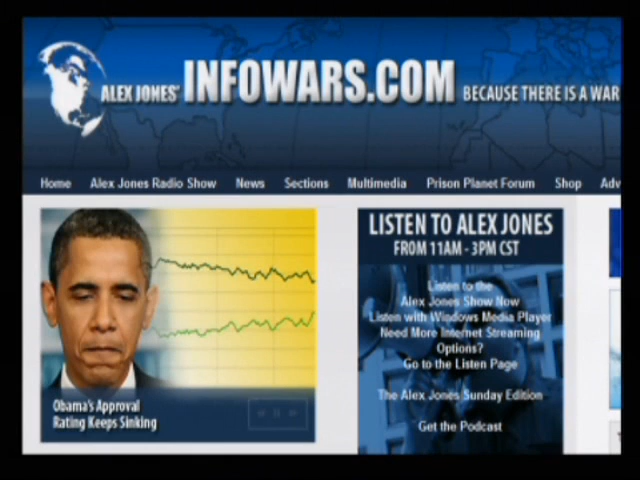 ALEX JONES' INFOWARS.COM BECAUSE THERE IS A WAR
Home Alex Jones Radio Show News Sections Multimedia Prison Planet Forum Shop Adv
LISTEN TO ALEX JONES
FROM 11AM - 3PM CST
Listen to the
Alex Jones Show Now
Listen with Windows Media Player
Need More Internet Streaming
Options?
Go to the Listen Page
The Alex Jones Sunday Edition
Get the Podcast
Obama's Approval
Rating Keeps Sinking